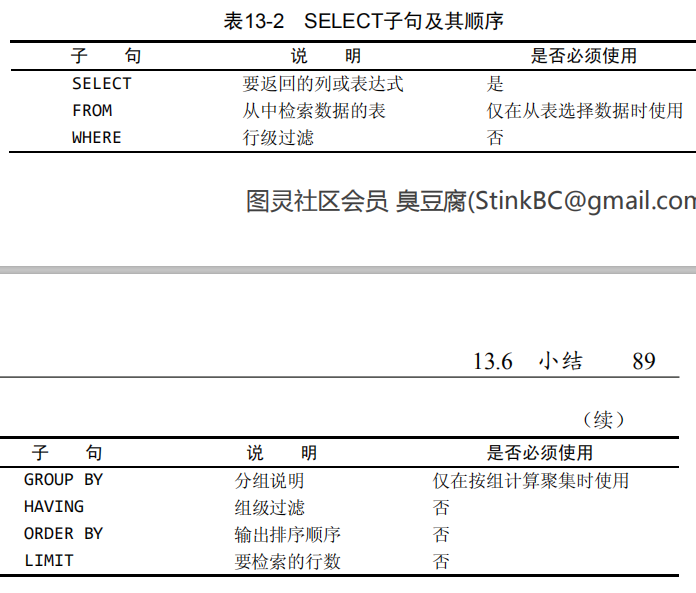 表13-2 SELECT子句及其顺序
子 句 说 明 是否必须使用
SELECT 要返回的列或表达式 是
FROM 从中检索数据的表 仅在从表选择数据时使用
WHERE 行级过滤 否
图灵社区会员 臭豆腐(StinkBC@gmail.com
13.6 小结 89
（续）
子 句 说 明 是否必须使用
GROUP BY 分组说明 仅在按组计算聚集时使用
HAVING 组级过滤 否
ORDER BY 输出排序顺序 否
LIMIT 要检索的行数 否